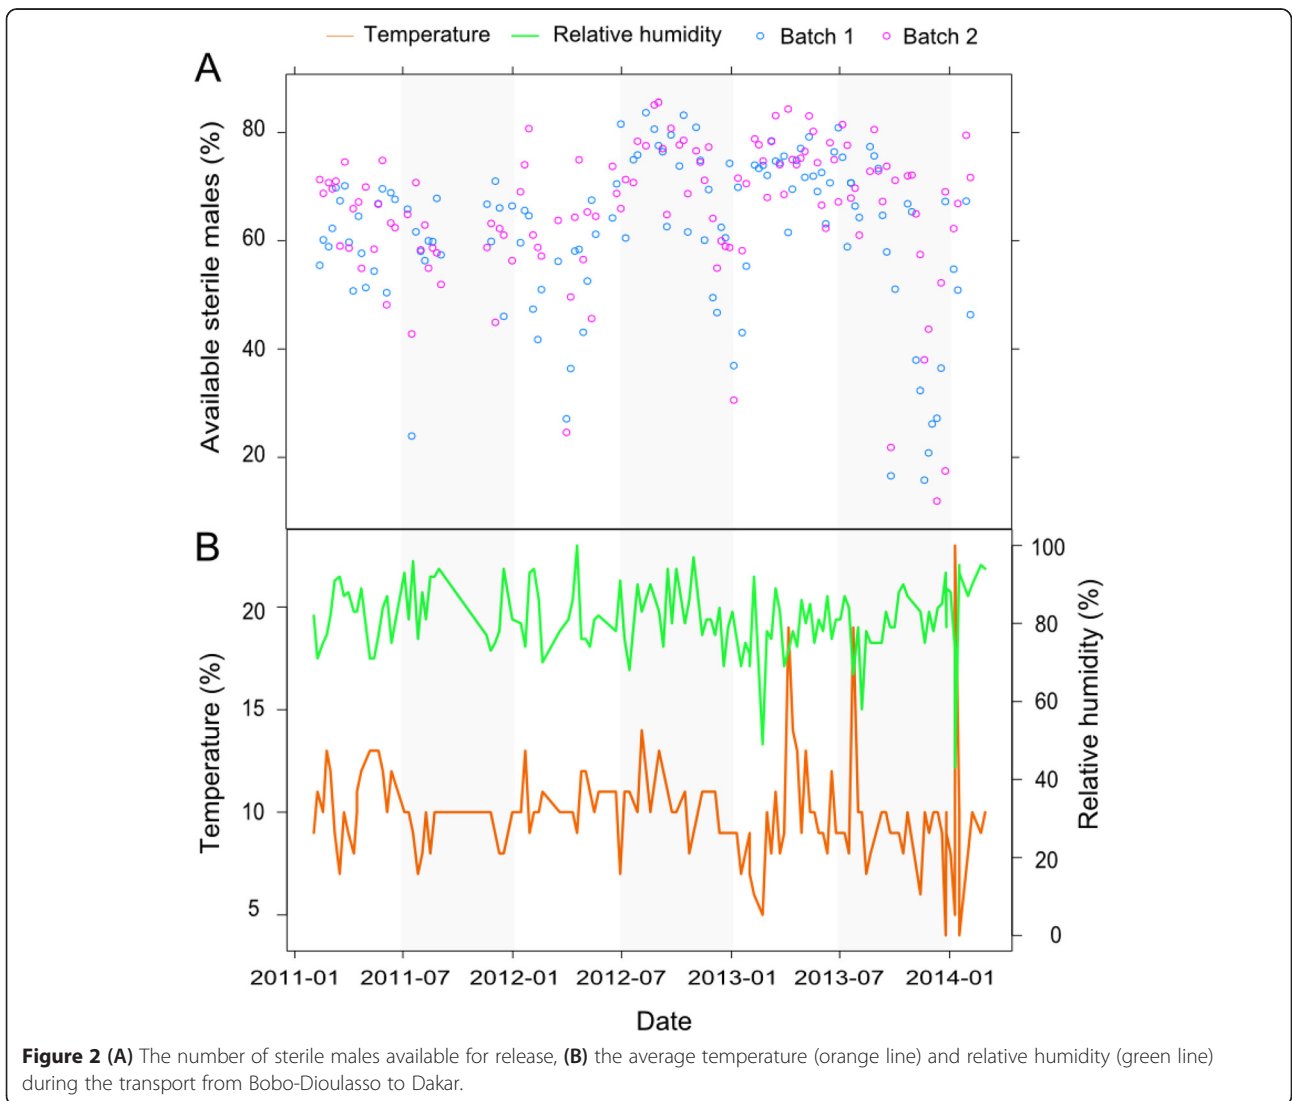 Temperature Relative humidity Batch 1 Batch 2
A
Available sterile males (%)
80
60
40
20
B
Temperature (%)
20
15
10
5
100
80
60
40
20
0
Relative humidity (%)
2011-01 2011-07 2012-01 2012-07 2013-01 2013-07 2014-01
Date
Figure 2 (A) The number of sterile males available for release, (B) the average temperature (orange line) and relative humidity (green line)
during the transport from Bobo-Dioulasso to Dakar.